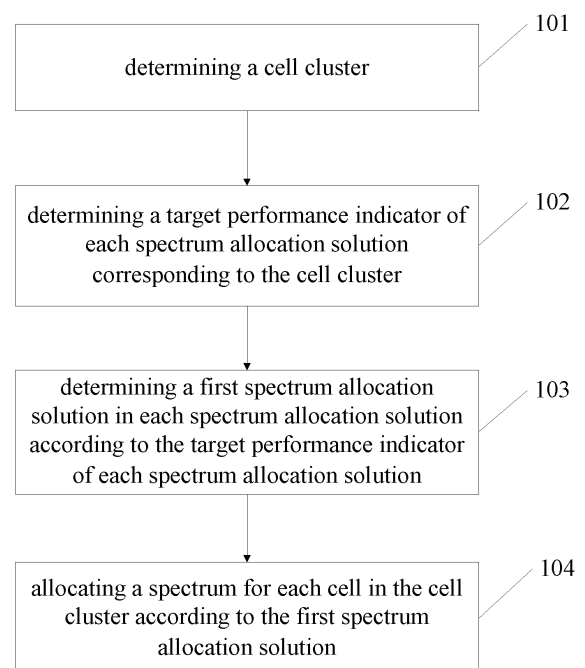 101
determining a cell cluster
102
determining a target performance indicator of
each spectrum allocation solution
corresponding to the cell cluster
103
determining a first spectrum allocation
solution in each spectrum allocation solution
according to the target performance indicator
of each spectrum allocation solution
104
allocating a spectrum for each cell in the cell
cluster according to the first spectrum
allocation solution